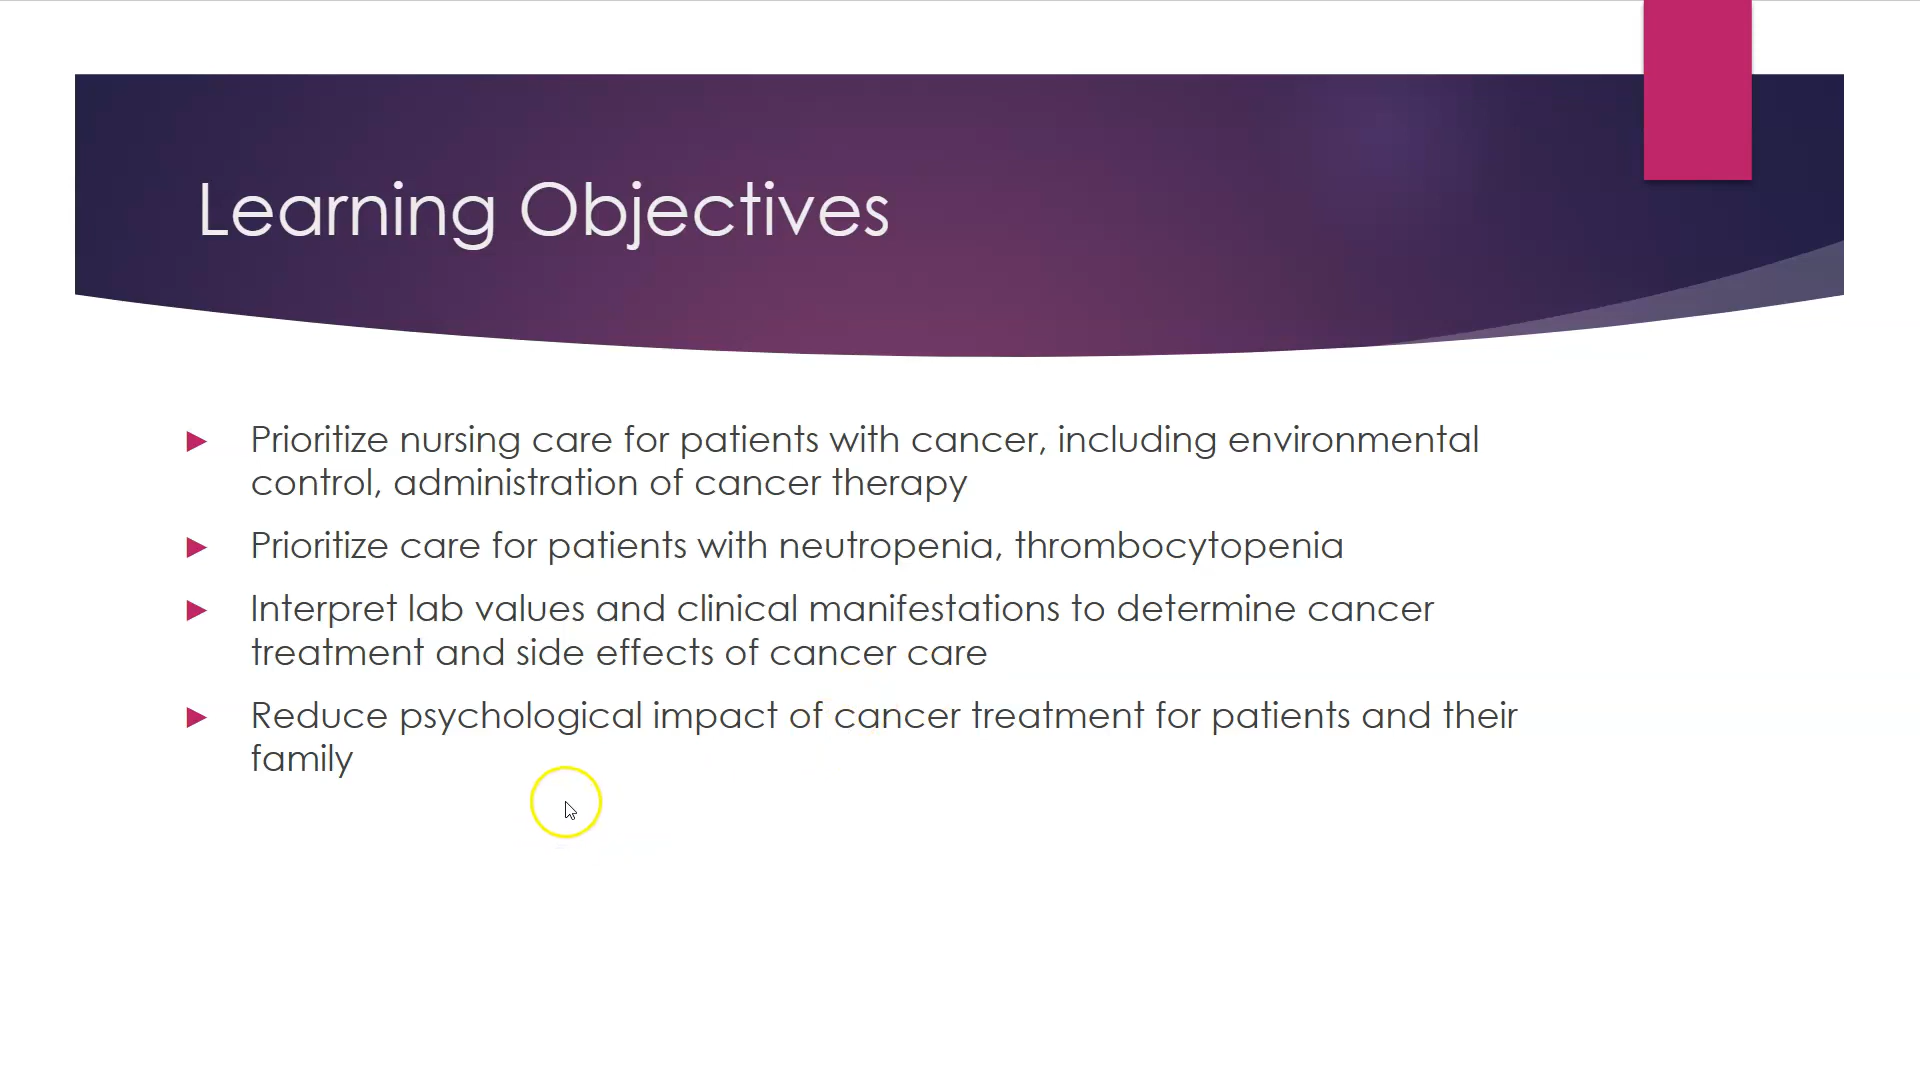 Learning Objectives
Prioritize nursing care for patients with cancer, including environmental
control, administration of cancer therapy
Prioritize care for patients with neutropenia, thrombocytopenia
Interpret lab values and clinical manifestations to determine cancer
treatment and side effects of cancer care
Reduce psychological impact of cancer treatment for patients and their
family